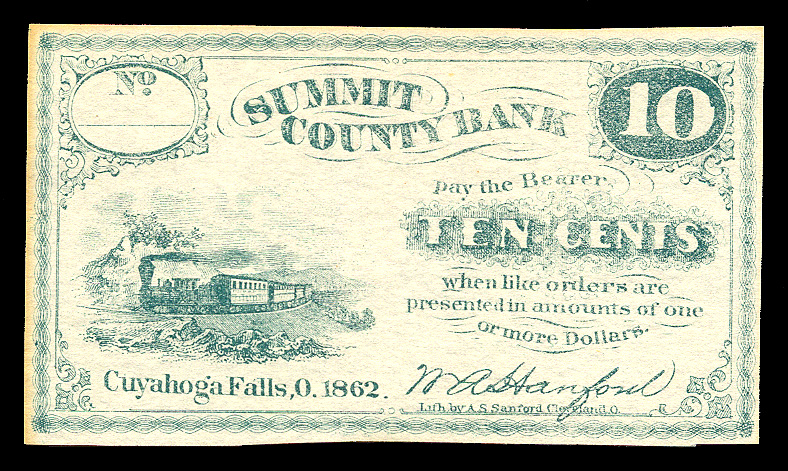 No.
SUMMIT
COUNTY BANK
10
pay the Bearer,
TEN CENTS
when like orders are
presented in amounts of one
or more Dollars.
Cuyahoga Falls, O. 1862.
W A Hanford
Lith. by A. S. Sanford Cleveland O.